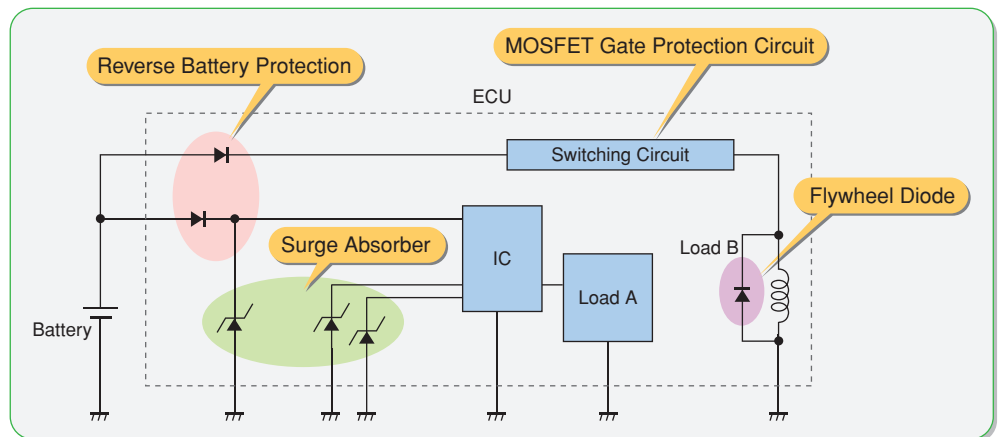 MOSFET Gate Protection Circuit
Reverse Battery Protection
ECU
Switching Circuit
Flywheel Diode
Surge Absorber
IC
Load B
Load A
Battery